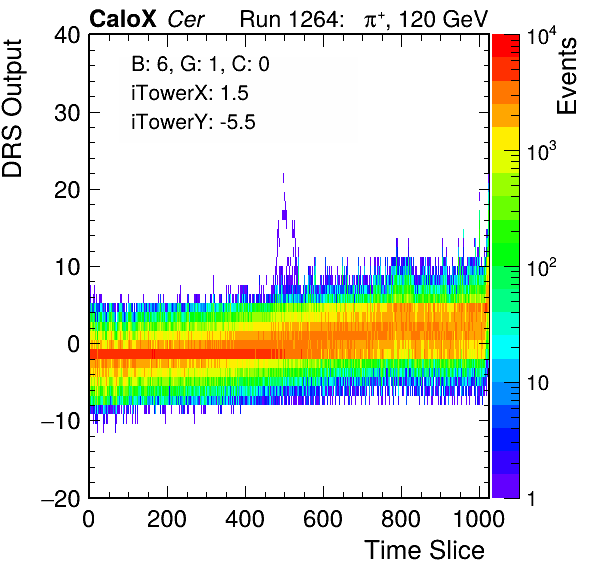 CaloX Cer Run 1264: π⁺, 120 GeV
B: 6, G: 1, C: 0
iTowerX: 1.5
iTowerY: -5.5
DRS Output
40
30
20
10
0
−10
−20
0 200 400 600 800 1000
Time Slice
Events
10⁴
10³
10²
10
1